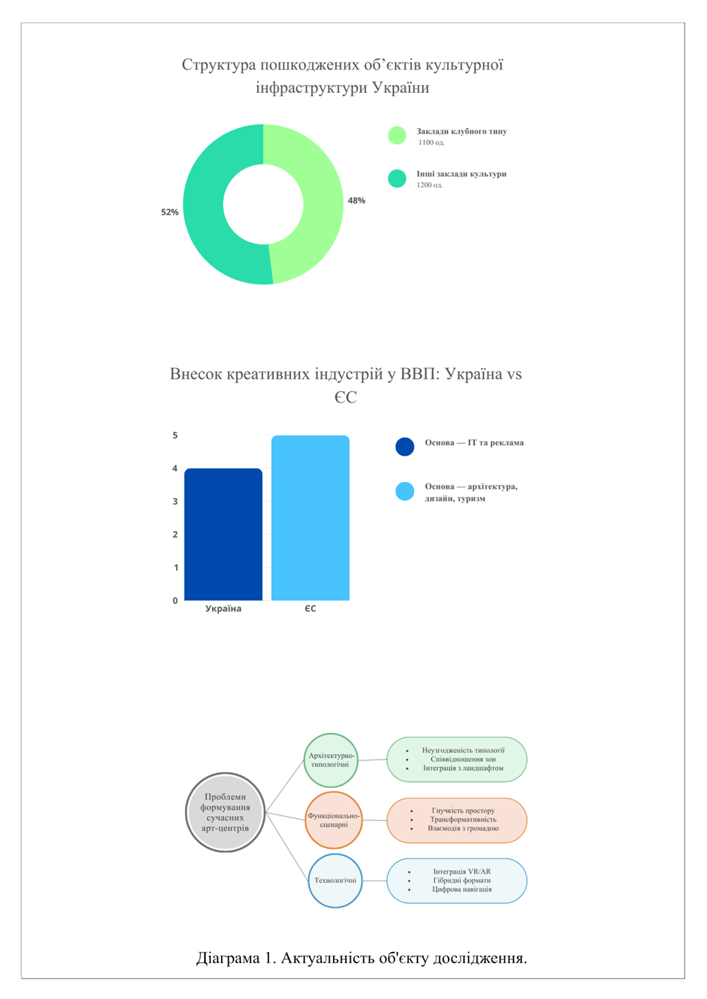 Структура пошкоджених об’єктів культурної
інфраструктури України
Заклади клубного типу
1100 од.
Інші заклади культури
1200 од.
48%
52%
Внесок креативних індустрій у ВВП: Україна vs
ЄС
5
4
3
2
1
0
Україна
ЄС
Основа — ІТ та реклама
Основа — архітектура,
дизайн, туризм
Проблеми
формування
сучасних
арт-центрів
Архітектурно-
типологічні
• Неузгодженість типології
• Співвідношення зон
• Інтеграція з ландшафтом
Функціонально-
сценарні
• Гнучкість простору
• Трансформативність
• Взаємодія з громадою
Технологічні
• Інтеграція VR/AR
• Гібридні формати
• Цифрова навігація
Діаграма 1. Актуальність об'єкту дослідження.